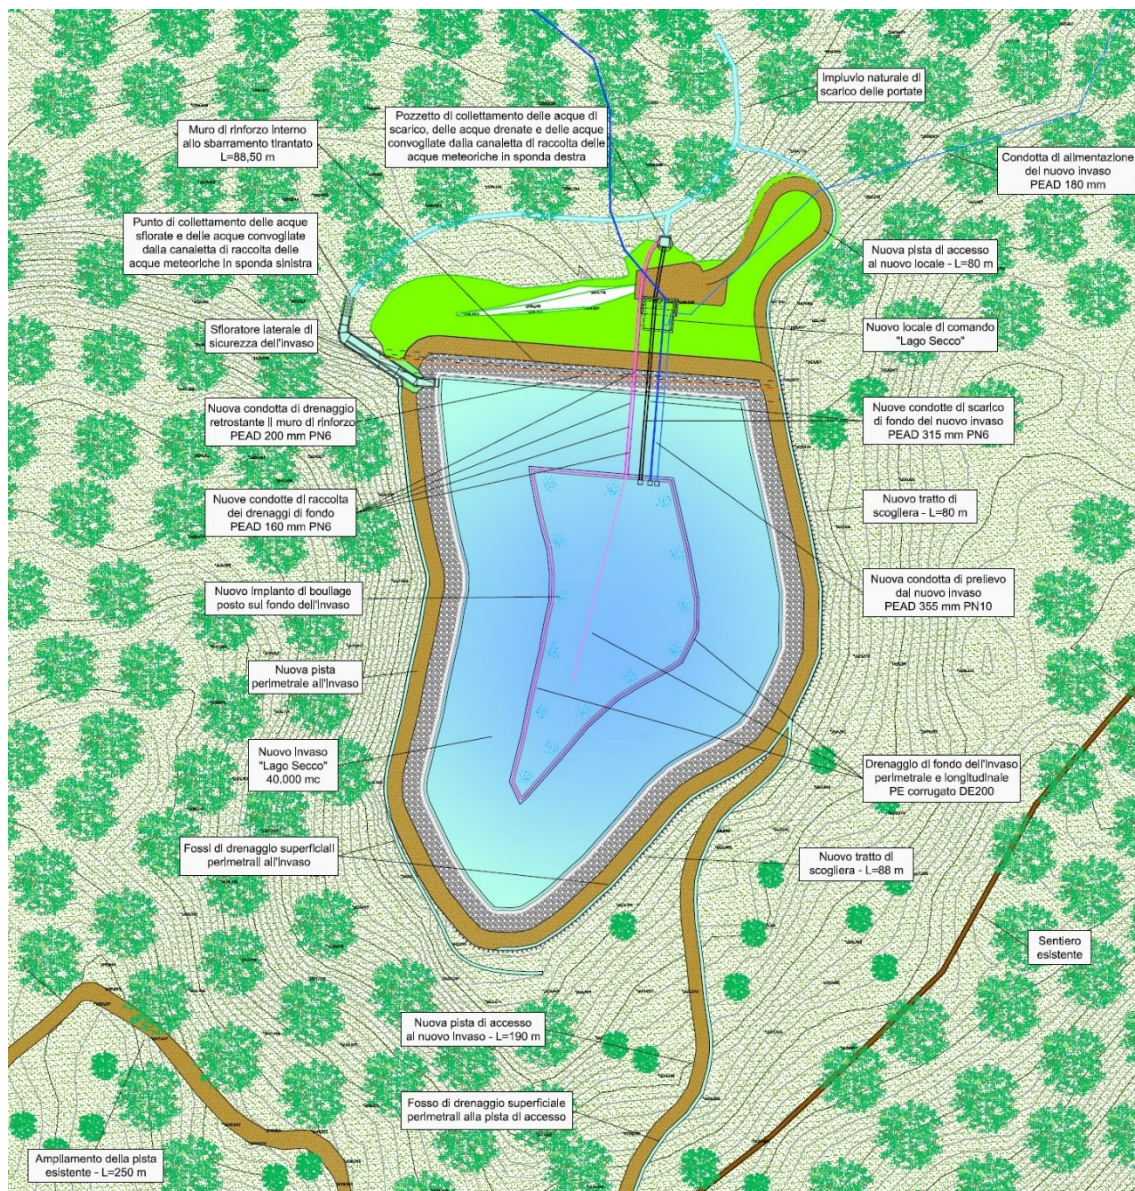 Impluvio naturale di
scarico delle portate
Pozzetto di collettamento delle acque di
scarico, delle acque drenate e delle acque
convogliate dalla canaletta di raccolta delle
acque meteoriche in sponda destra
Muro di rinforzo interno
allo sbarramento tirantato
L=88,50 m
Condotta di alimentazione
del nuovo invaso
PEAD 180 mm
Punto di collettamento delle acque
sfiorate e delle acque convogliate
dalla canaletta di raccolta delle
acque meteoriche in sponda sinistra
Nuova pista di accesso
al nuovo locale - L=80 m
Sfioratore laterale di
sicurezza dell'invaso
Nuovo locale di comando
"Lago Secco"
Nuova condotta di drenaggio
retrostante il muro di rinforzo
PEAD 200 mm PN6
Nuove condotte di scarico
di fondo del nuovo invaso
PEAD 315 mm PN6
Nuove condotte di raccolta
dei drenaggi di fondo
PEAD 160 mm PN6
Nuovo tratto di
scogliera - L=80 m
Nuovo impianto di boullage
posto sul fondo dell'invaso
Nuova condotta di prelievo
dal nuovo invaso
PEAD 355 mm PN10
Nuova pista
perimetrale all'invaso
Nuovo invaso
"Lago Secco"
40.000 mc
Drenaggio di fondo dell'invaso
perimetrale e longitudinale
PE corrugato DE200
Fossi di drenaggio superficiali
perimetrali all'invaso
Nuovo tratto di
scogliera - L=88 m
Sentiero
esistente
Nuova pista di accesso
al nuovo invaso - L=190 m
Fosso di drenaggio superficiale
perimetrali alla pista di accesso
Ampliamento della pista
esistente - L=250 m